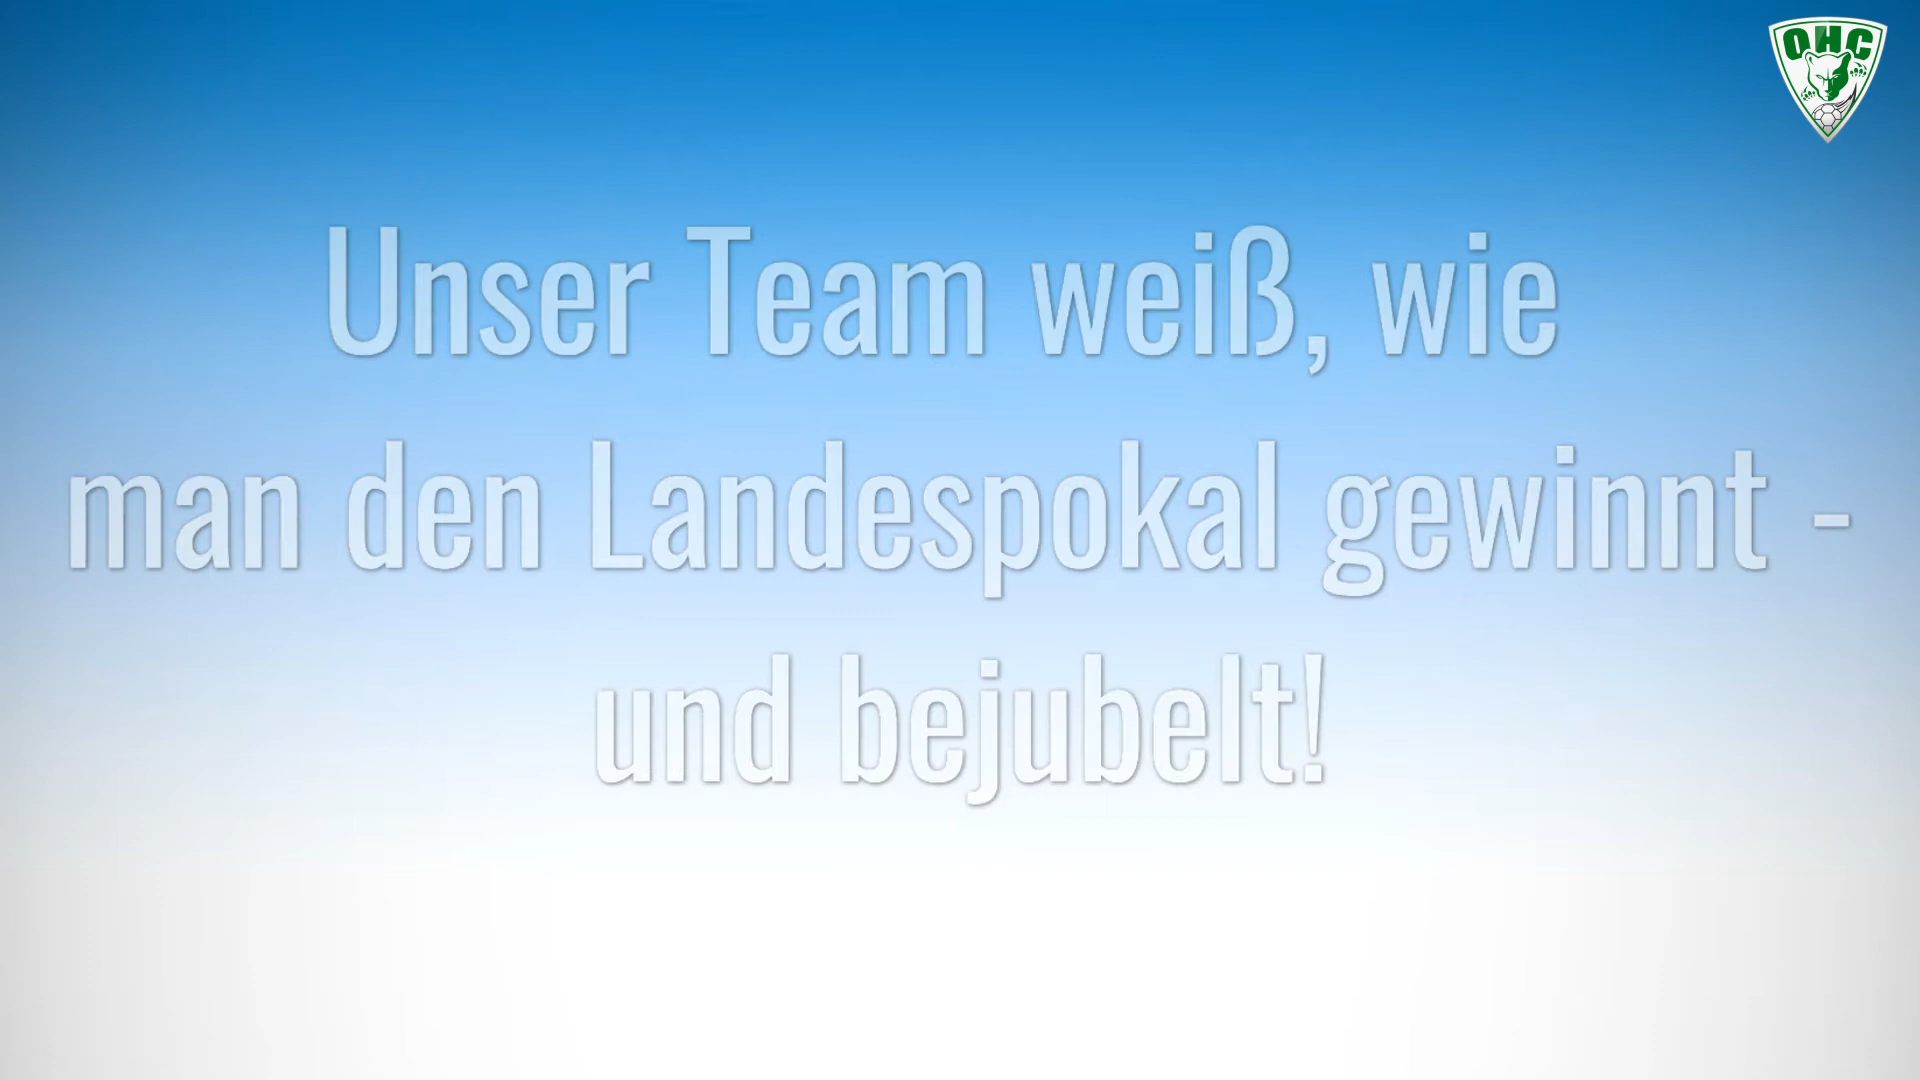 OHC
Unser Team weiß, wie
man den Landespokal gewinnt -
und bejubelt!